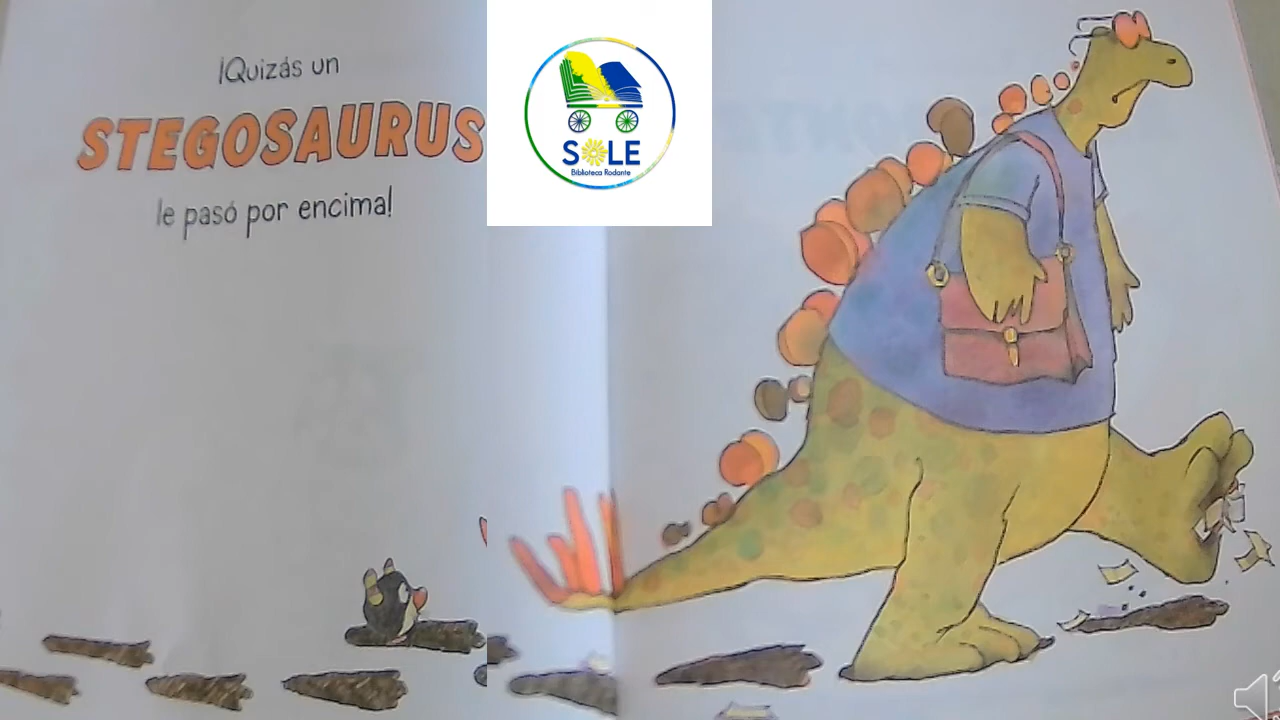 ¡Quizás un
STEGOSAURUS
le pasó por encima!
SOLE
Biblioteca Rodante